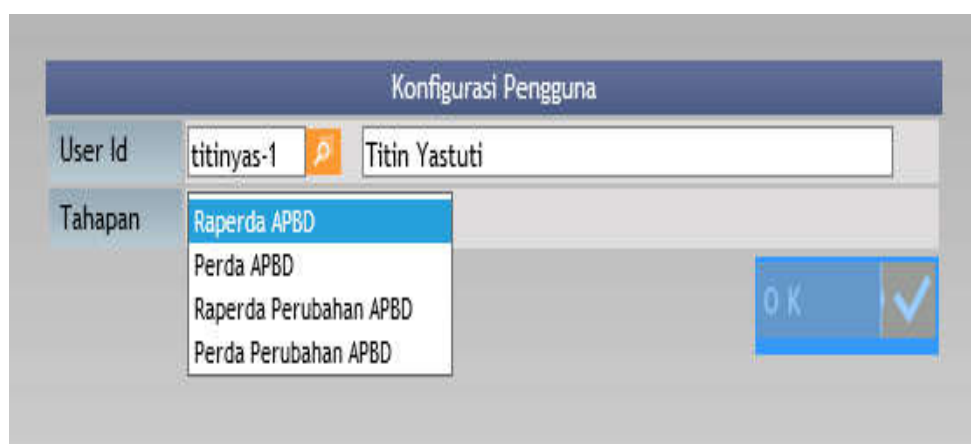 Konfigurasi Pengguna
User Id titinyas-1 Titin Yastuti
Tahapan Raperda APBD
Perda APBD
Raperda Perubahan APBD
Perda Perubahan APBD
O K